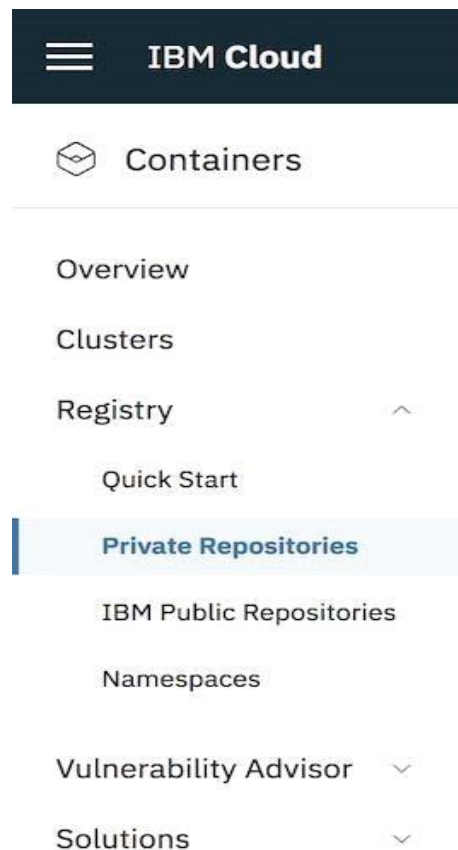 IBM Cloud
Containers
Overview
Clusters
Registry
Quick Start
Private Repositories
IBM Public Repositories
Namespaces
Vulnerability Advisor
Solutions